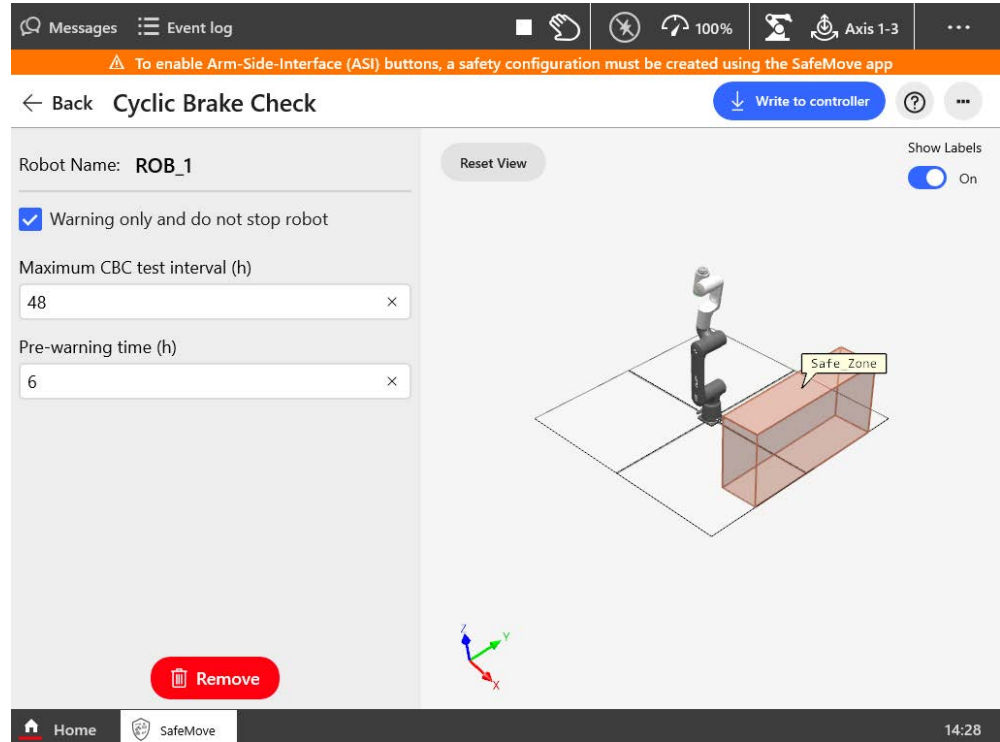 Messages Event log 100% Axis 1-3 ...
To enable Arm-Side-Interface (ASI) buttons, a safety configuration must be created using the SafeMove app
← Back Cyclic Brake Check Write to controller ? ...
Robot Name: ROB_1
Reset View
Show Labels
On
Warning only and do not stop robot
Maximum CBC test interval (h)
48 ×
Pre-warning time (h)
6 ×
Safe_Zone
Z
Y
X
Remove
Home SafeMove 14:28